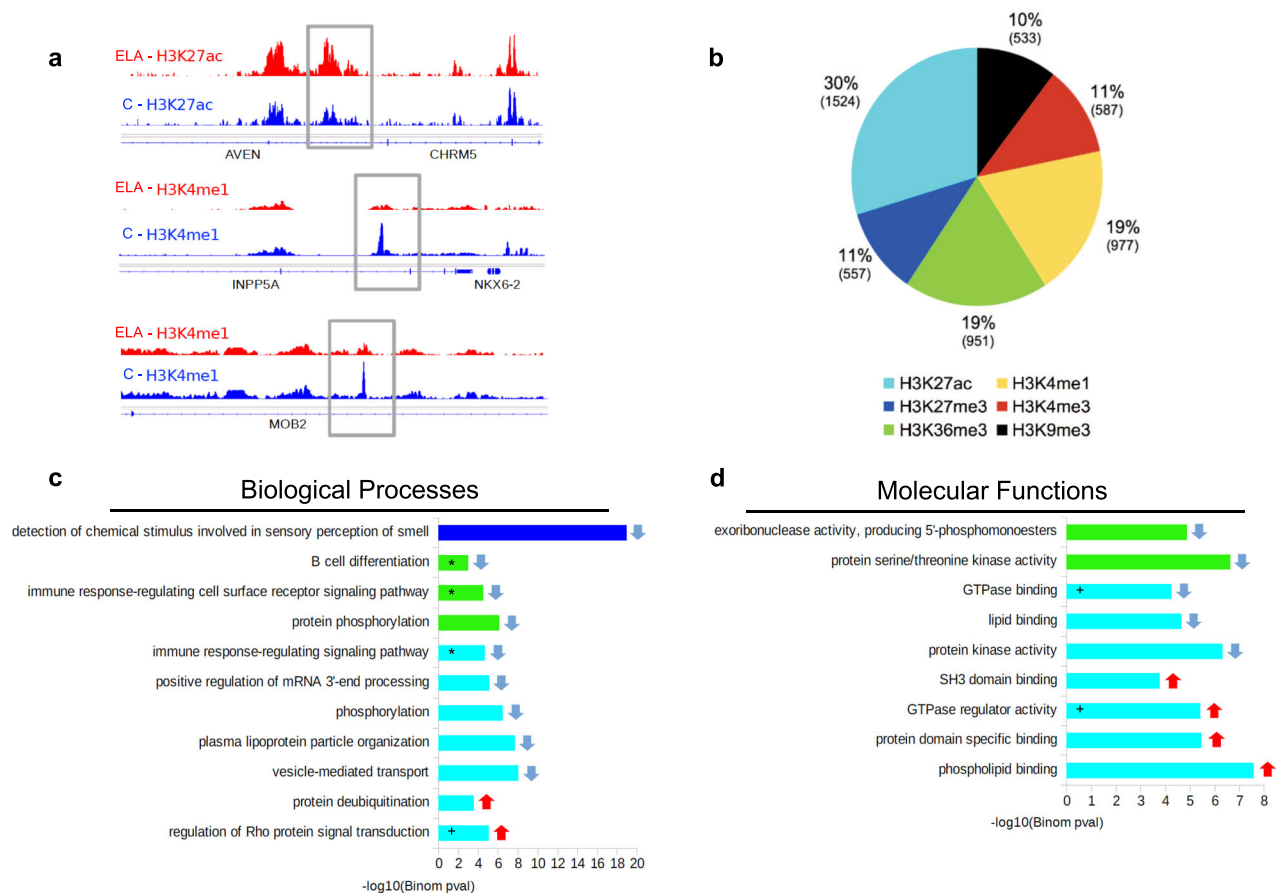 a
ELA - H3K27ac
C - H3K27ac
AVEN CHRM5
ELA - H3K4me1
C - H3K4me1
INPP5A NKX6-2
ELA - H3K4me1
C - H3K4me1
MOB2
b
10%
(533)
11%
(587)
19%
(977)
19%
(951)
11%
(557)
30%
(1524)
H3K27ac H3K4me1
H3K27me3 H3K4me3
H3K36me3 H3K9me3
c
Biological Processes
detection of chemical stimulus involved in sensory perception of smell
B cell differentiation *
immune response-regulating cell surface receptor signaling pathway *
protein phosphorylation
immune response-regulating signaling pathway *
positive regulation of mRNA 3'-end processing
phosphorylation
plasma lipoprotein particle organization
vesicle-mediated transport
protein deubiquitination
regulation of Rho protein signal transduction +
0 2 4 6 8 10 12 14 16 18 20
-log10(Binom pval)
d
Molecular Functions
exoribonuclease activity, producing 5'-phosphomonoesters
protein serine/threonine kinase activity
GTPase binding +
lipid binding
protein kinase activity
SH3 domain binding
GTPase regulator activity +
protein domain specific binding
phospholipid binding
0 1 2 3 4 5 6 7 8
-log10(Binom pval)